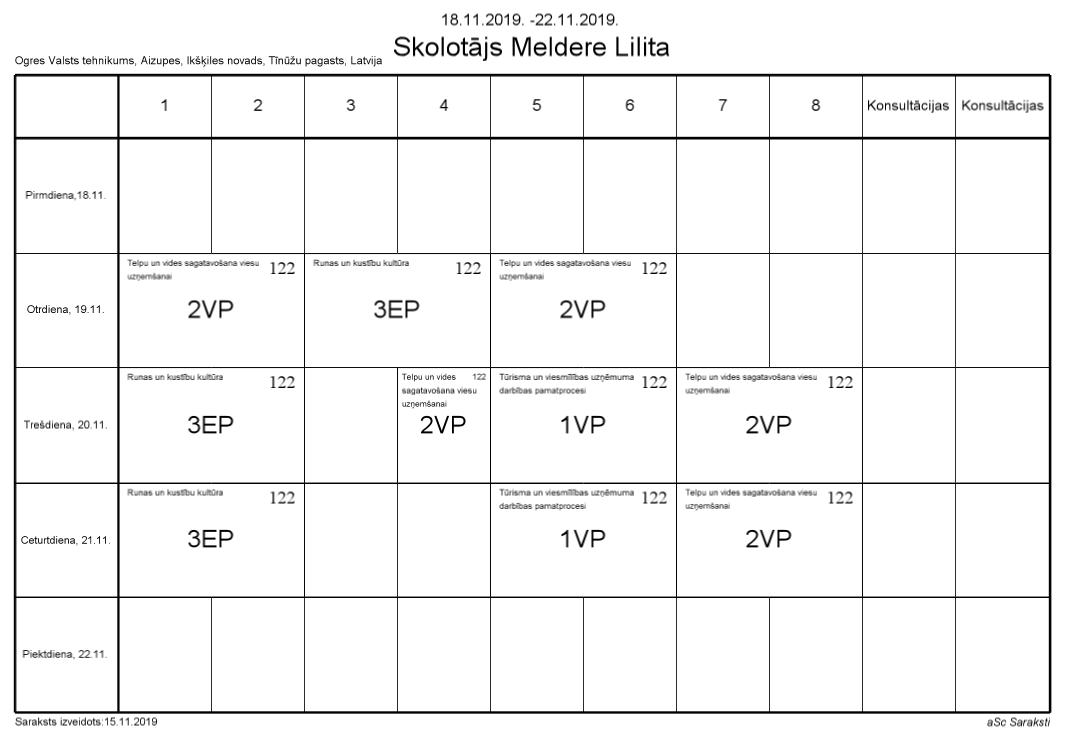 18.11.2019. -22.11.2019.
Skolotājs Meldere Lilita
Ogres Valsts tehnikums, Aizupes, Ikšķiles novads, Tīnūžu pagasts, Latvija
1 2 3 4 5 6 7 8 Konsultācijas Konsultācijas
Pirmdiena,18.11.
Otrdiena, 19.11.
Telpu un vides sagatavošana viesu
uzņemšanai
122
2VP
Runas un kustību kultūra
122
3EP
Telpu un vides sagatavošana viesu
uzņemšanai
122
2VP
Trešdiena, 20.11.
Runas un kustību kultūra
122
3EP
Telpu un vides
122
sagatavošana viesu
uzņemšanai
2VP
Tūrisma un viesmīlības uzņēmuma
darbības pamatprocesi
122
1VP
Telpu un vides sagatavošana viesu
uzņemšanai
122
2VP
Ceturtdiena, 21.11.
Runas un kustību kultūra
122
3EP
Tūrisma un viesmīlības uzņēmuma
darbības pamatprocesi
122
1VP
Telpu un vides sagatavošana viesu
uzņemšanai
122
2VP
Piektdiena, 22.11.
Saraksts izveidots:15.11.2019
aSc Saraksti